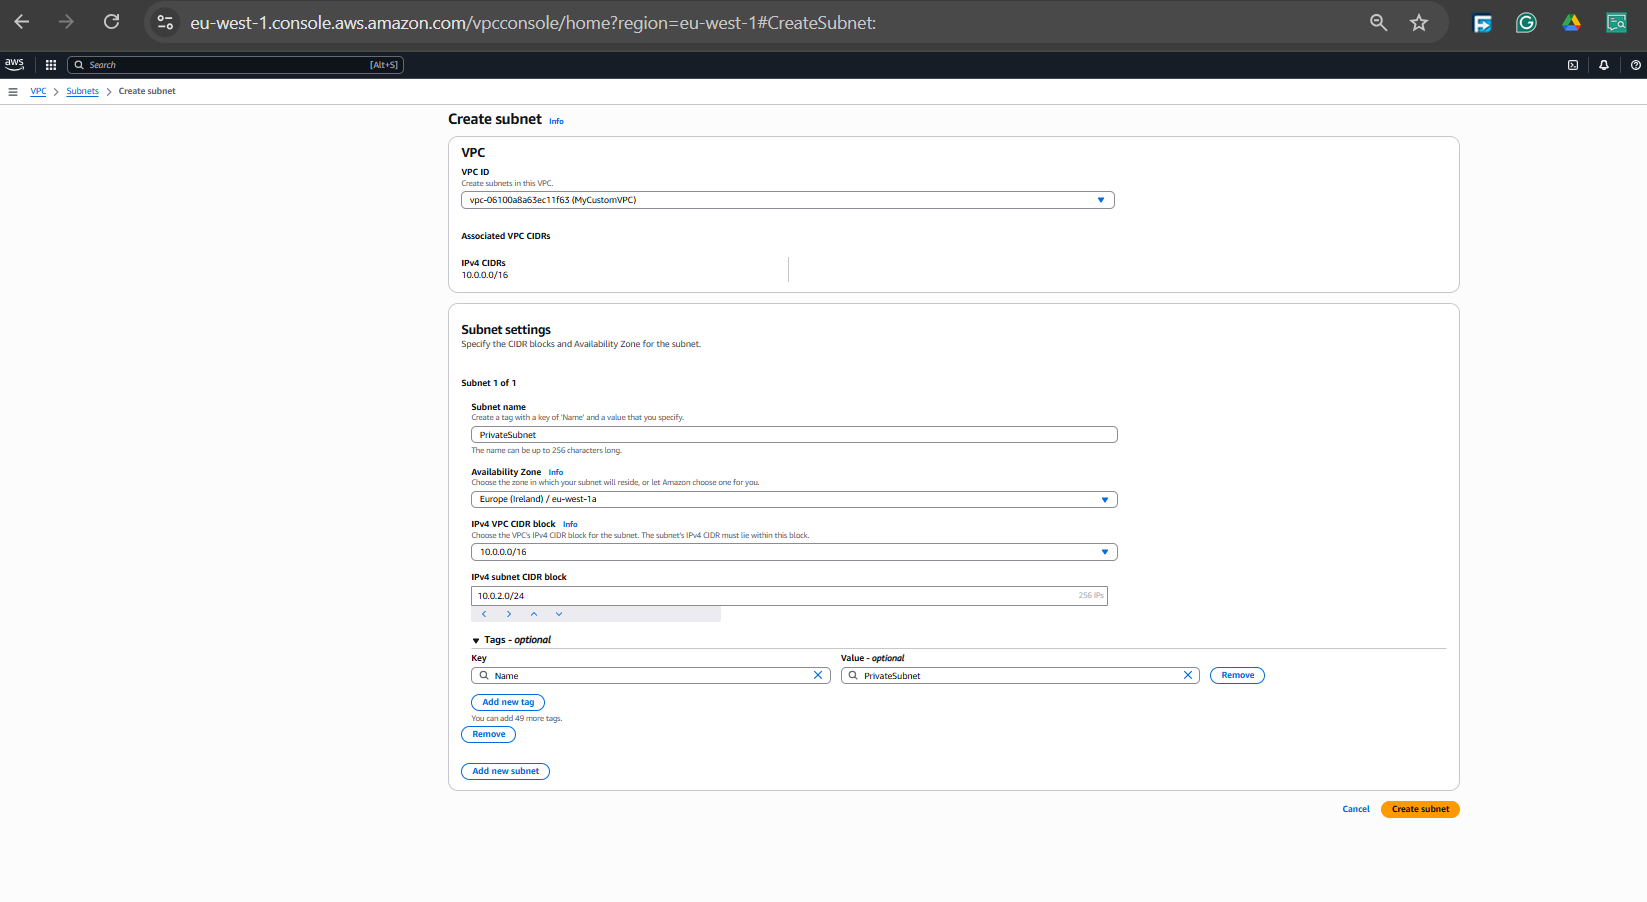 eu-west-1.console.aws.amazon.com/vpcconsole/home?region=eu-west-1#CreateSubnet:
aws
Search [Alt+S]
VPC > Subnets > Create subnet
Create subnet Info
VPC
VPC ID
Create subnets in this VPC.
vpc-06100a8a63ec11f63 (MyCustomVPC)
Associated VPC CIDRs
IPv4 CIDRs
10.0.0.0/16
Subnet settings
Specify the CIDR blocks and Availability Zone for the subnet.
Subnet 1 of 1
Subnet name
Create a tag with a key of 'Name' and a value that you specify.
PrivateSubnet
The name can be up to 256 characters long.
Availability Zone Info
Choose the zone in which your subnet will reside, or let Amazon choose one for you.
Europe (Ireland) / eu-west-1a
IPv4 VPC CIDR block Info
Choose the VPC's IPv4 CIDR block for the subnet. The subnet's IPv4 CIDR must lie within this block.
10.0.0.0/16
IPv4 subnet CIDR block
10.0.2.0/24 256 IPs
Tags - optional
Key Value - optional
Name PrivateSubnet Remove
Add new tag
You can add 49 more tags.
Remove
Add new subnet
Cancel Create subnet